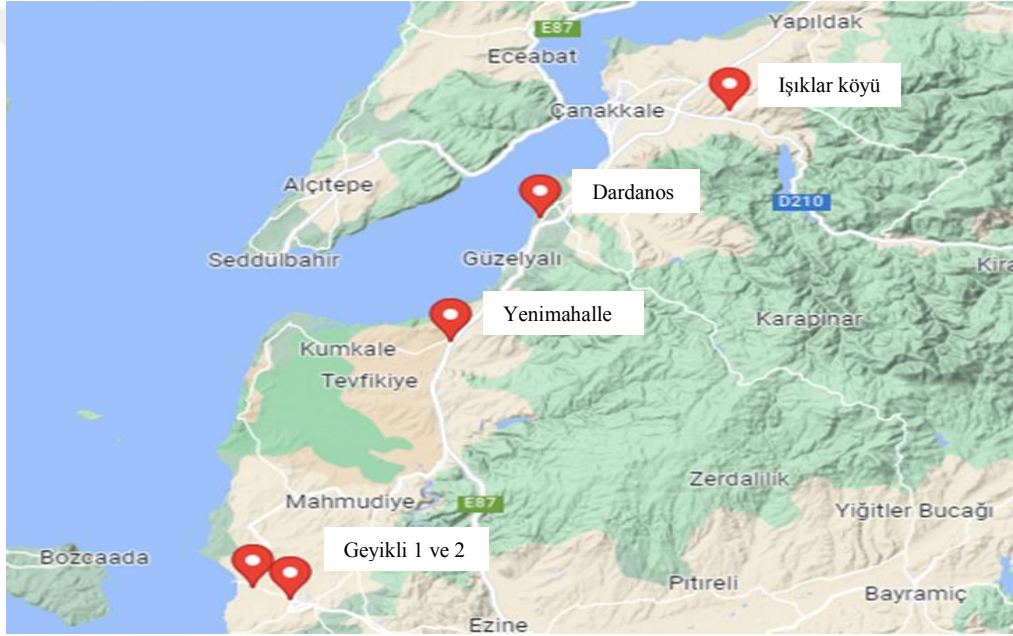 Yapıldak
E87
Eceabat
Işıklar köyü
Çanakkale
Alçıtepe
Dardanos
D210
Seddülbahir
Güzelyalı
Kira
Yenimahalle
Karapınar
Kumkale
Tevfikiye
Zerdalilik
Mahmudiye
E87
Yiğitler Bucağı
Geyikli 1 ve 2
Bozcaada
Pıtıreli
Bayramiç
Ezine